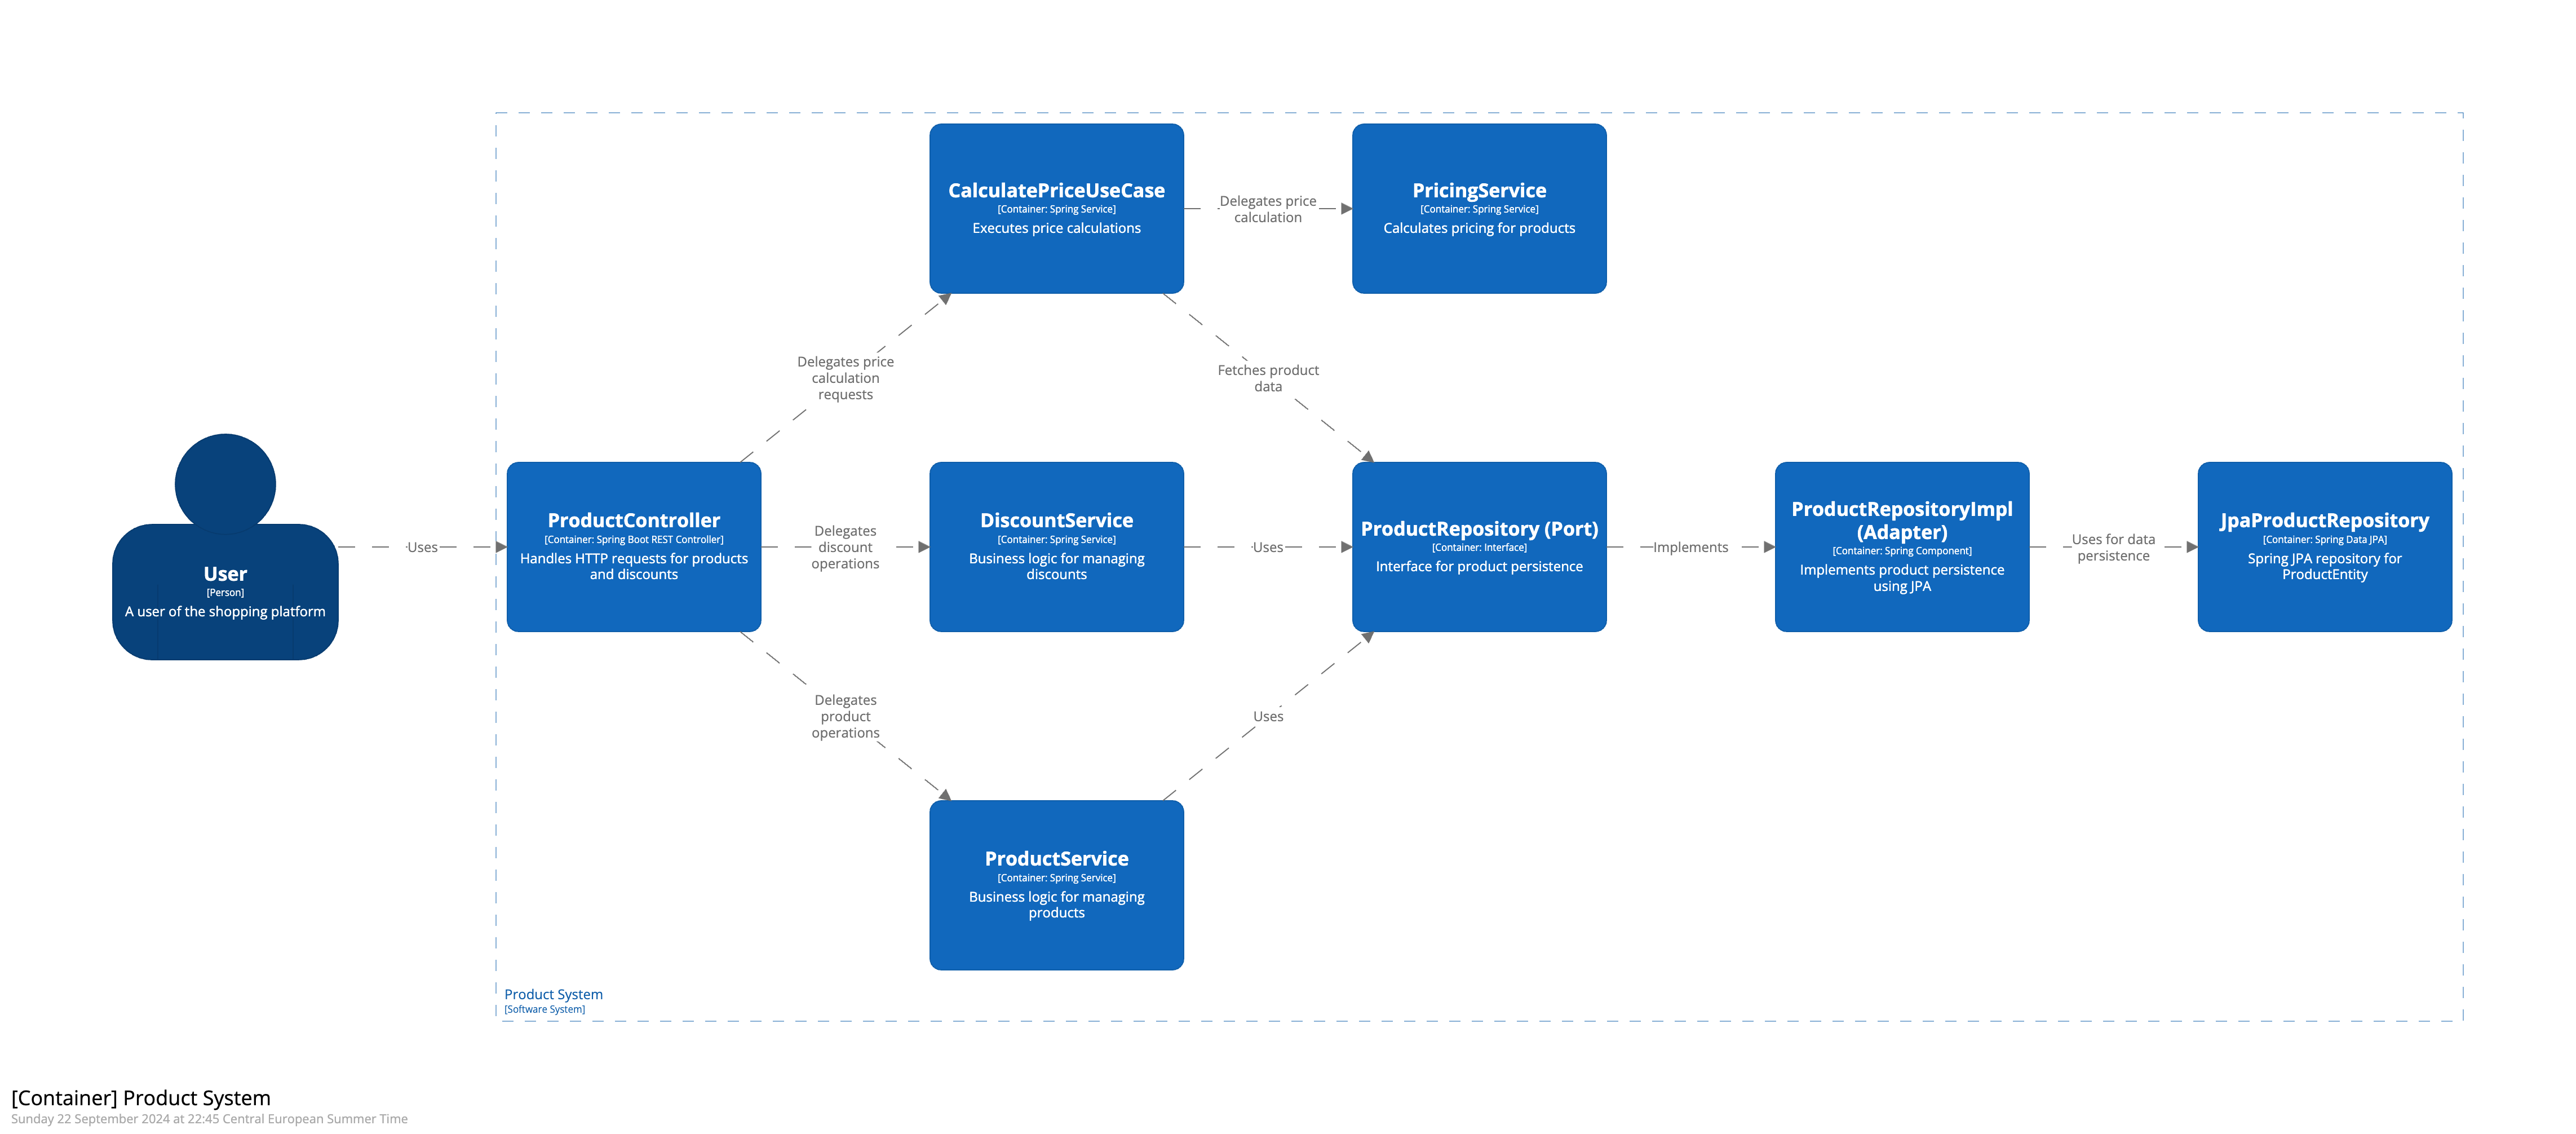 CalculatePriceUseCase
[Container: Spring Service]
Executes price calculations
Delegates price
calculation
PricingService
[Container: Spring Service]
Calculates pricing for products
Delegates price
calculation
requests
Fetches product
data
User
[Person]
A user of the shopping platform
Uses
ProductController
[Container: Spring Boot REST Controller]
Handles HTTP requests for products
and discounts
Delegates
discount
operations
DiscountService
[Container: Spring Service]
Business logic for managing
discounts
Uses
ProductRepository (Port)
[Container: Interface]
Interface for product persistence
Implements
ProductRepositoryImpl
(Adapter)
[Container: Spring Component]
Implements product persistence
using JPA
Uses for data
persistence
JpaProductRepository
[Container: Spring Data JPA]
Spring JPA repository for
ProductEntity
Delegates
product
operations
Uses
ProductService
[Container: Spring Service]
Business logic for managing
products
Product System
[Software System]
[Container] Product System
Sunday 22 September 2024 at 22:45 Central European Summer Time